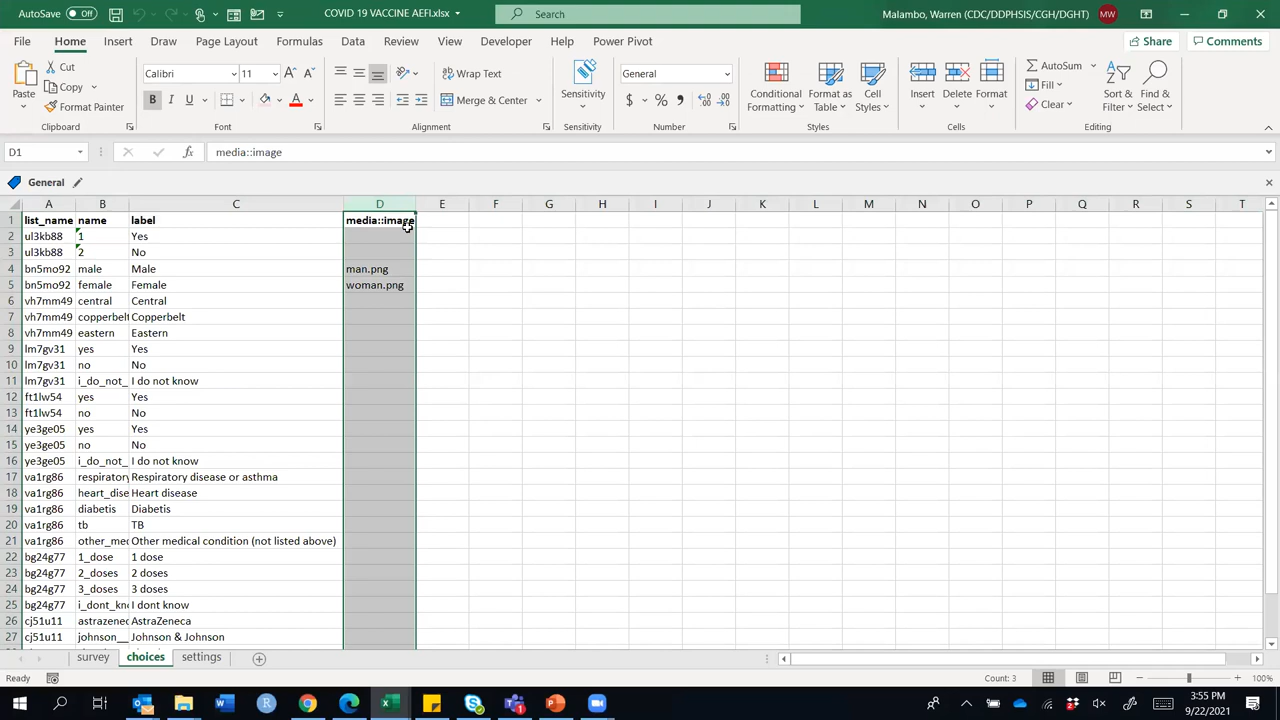 AutoSave Off COVID 19 VACCINE AEFI.xlsx Search Malambo, Warren (CDC/DDPHSIS/CGH/DGHT) MW
File Home Insert Draw Page Layout Formulas Data Review View Developer Help Power Pivot Share Comments
Paste Cut Copy Format Painter
Calibri 11 B I U A
Wrap Text Merge & Center
Sensitivity
General $ %
Conditional Formatting Format as Table Cell Styles
Insert Delete Format
AutoSum Fill Clear Sort & Filter Find & Select
Clipboard Font Alignment Sensitivity Number Styles Cells Editing
D1 fx media::image
General
A B C D E F G H I J K L M N O P Q R S T
1 list_name name label media::image
2 ul3kb88 1 Yes
3 ul3kb88 2 No
4 bn5mo92 male Male man.png
5 bn5mo92 female Female woman.png
6 vh7mm49 central Central
7 vh7mm49 copperbelt Copperbelt
8 vh7mm49 eastern Eastern
9 lm7gv31 yes Yes
10 lm7gv31 no No
11 lm7gv31 i_do_not_ I do not know
12 ft1lw54 yes Yes
13 ft1lw54 no No
14 ye3ge05 yes Yes
15 ye3ge05 no No
16 ye3ge05 i_do_not_ I do not know
17 va1rg86 respiratory Respiratory disease or asthma
18 va1rg86 heart_dise Heart disease
19 va1rg86 diabetis Diabetis
20 va1rg86 tb TB
21 va1rg86 other_med Other medical condition (not listed above)
22 bg24g77 1_dose 1 dose
23 bg24g77 2_doses 2 doses
24 bg24g77 3_doses 3 doses
25 bg24g77 i_dont_kn I dont know
26 cj51u11 astrazenec AstraZeneca
27 cj51u11 johnson__ Johnson & Johnson
survey choices settings
Ready Count: 3 100%
3:55 PM
9/22/2021